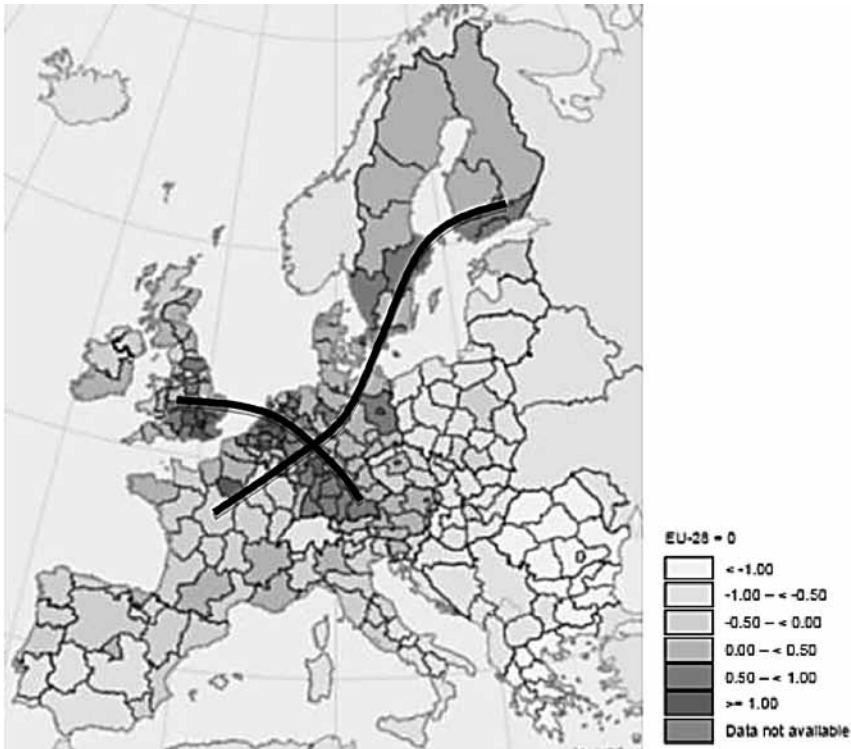 EU-28 = 0
< -1.00
-1.00 – < -0.50
-0.50 – < 0.00
0.00 – < 0.50
0.50 – < 1.00
>= 1.00
Data not available